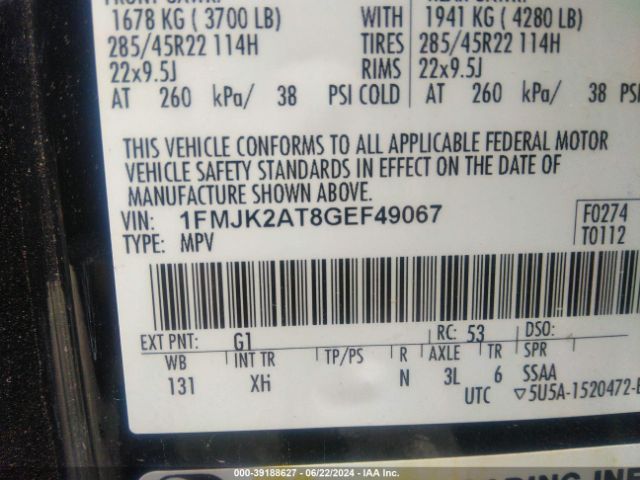 1678 KG ( 3700 LB) WITH 1941 KG ( 4280 LB)
285/45R22 114H TIRES 285/45R22 114H
22x9.5J RIMS 22x9.5J
AT 260 kPa/ 38 PSI COLD AT 260 kPa/ 38 PSI
THIS VEHICLE CONFORMS TO ALL APPLICABLE FEDERAL MOTOR
VEHICLE SAFETY STANDARDS IN EFFECT ON THE DATE OF
MANUFACTURE SHOWN ABOVE.
VIN: 1FMJK2AT8GEF49067 F0274
TYPE: MPV T0112
EXT PNT: G1 RC: 53 DSO:
WB INT TR TP/PS R AXLE TR SPR
131 XH N 3L 6 SSAA
UTC ▽5U5A-1520472-
000-39188627 - 06/22/2024 - IAA Inc.